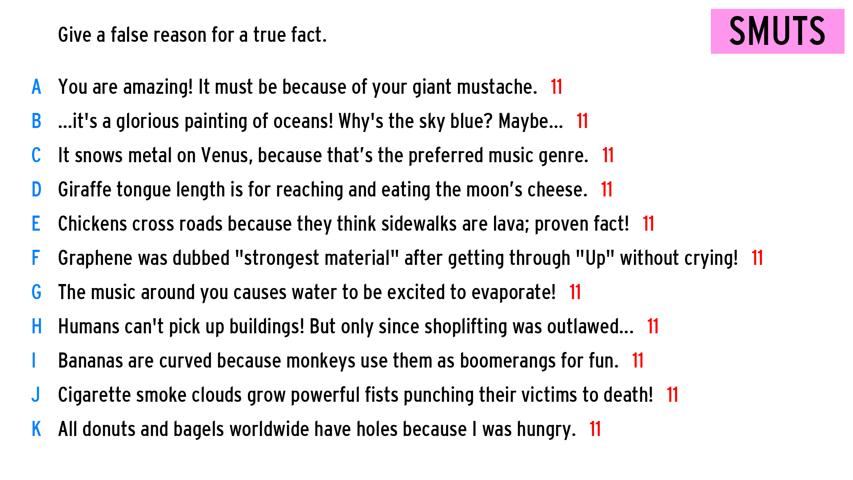 Give a false reason for a true fact.
SMUTS
A You are amazing! It must be because of your giant mustache. 11
B ...it's a glorious painting of oceans! Why's the sky blue? Maybe... 11
C It snows metal on Venus, because that’s the preferred music genre. 11
D Giraffe tongue length is for reaching and eating the moon’s cheese. 11
E Chickens cross roads because they think sidewalks are lava; proven fact! 11
F Graphene was dubbed "strongest material" after getting through "Up" without crying! 11
G The music around you causes water to be excited to evaporate! 11
H Humans can't pick up buildings! But only since shoplifting was outlawed... 11
I Bananas are curved because monkeys use them as boomerangs for fun. 11
J Cigarette smoke clouds grow powerful fists punching their victims to death! 11
K All donuts and bagels worldwide have holes because I was hungry. 11